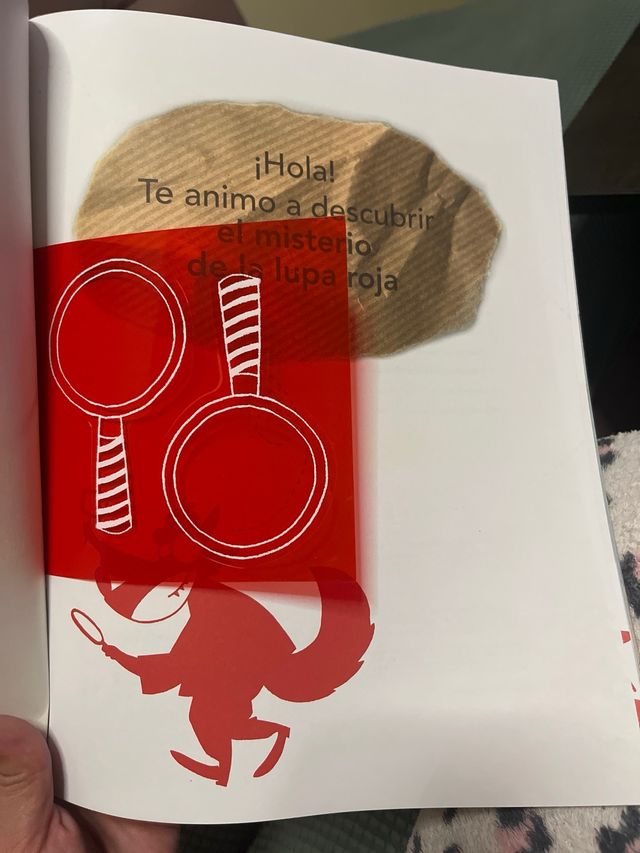 ¡Hola!
Te animo a descubrir
el misterio
de la lupa roja